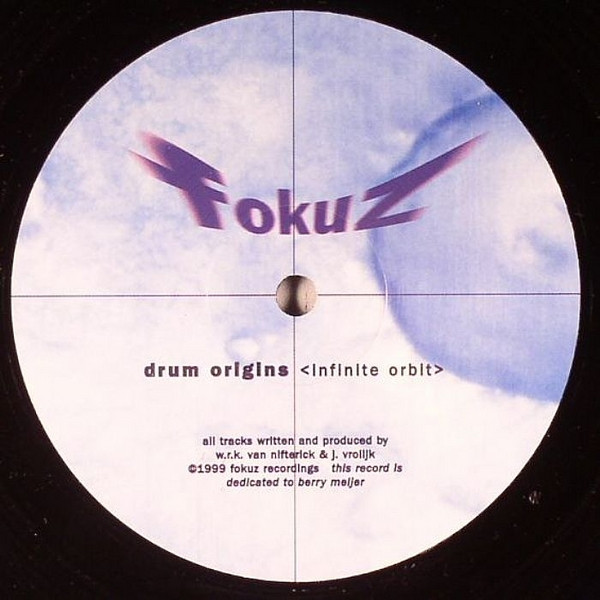 fokuz
drum origins <infinite orbit>
all tracks written and produced by
w.r.k. van nifterick & j. vrolijk
©1999 fokuz recordings this record is
dedicated to berry meijer